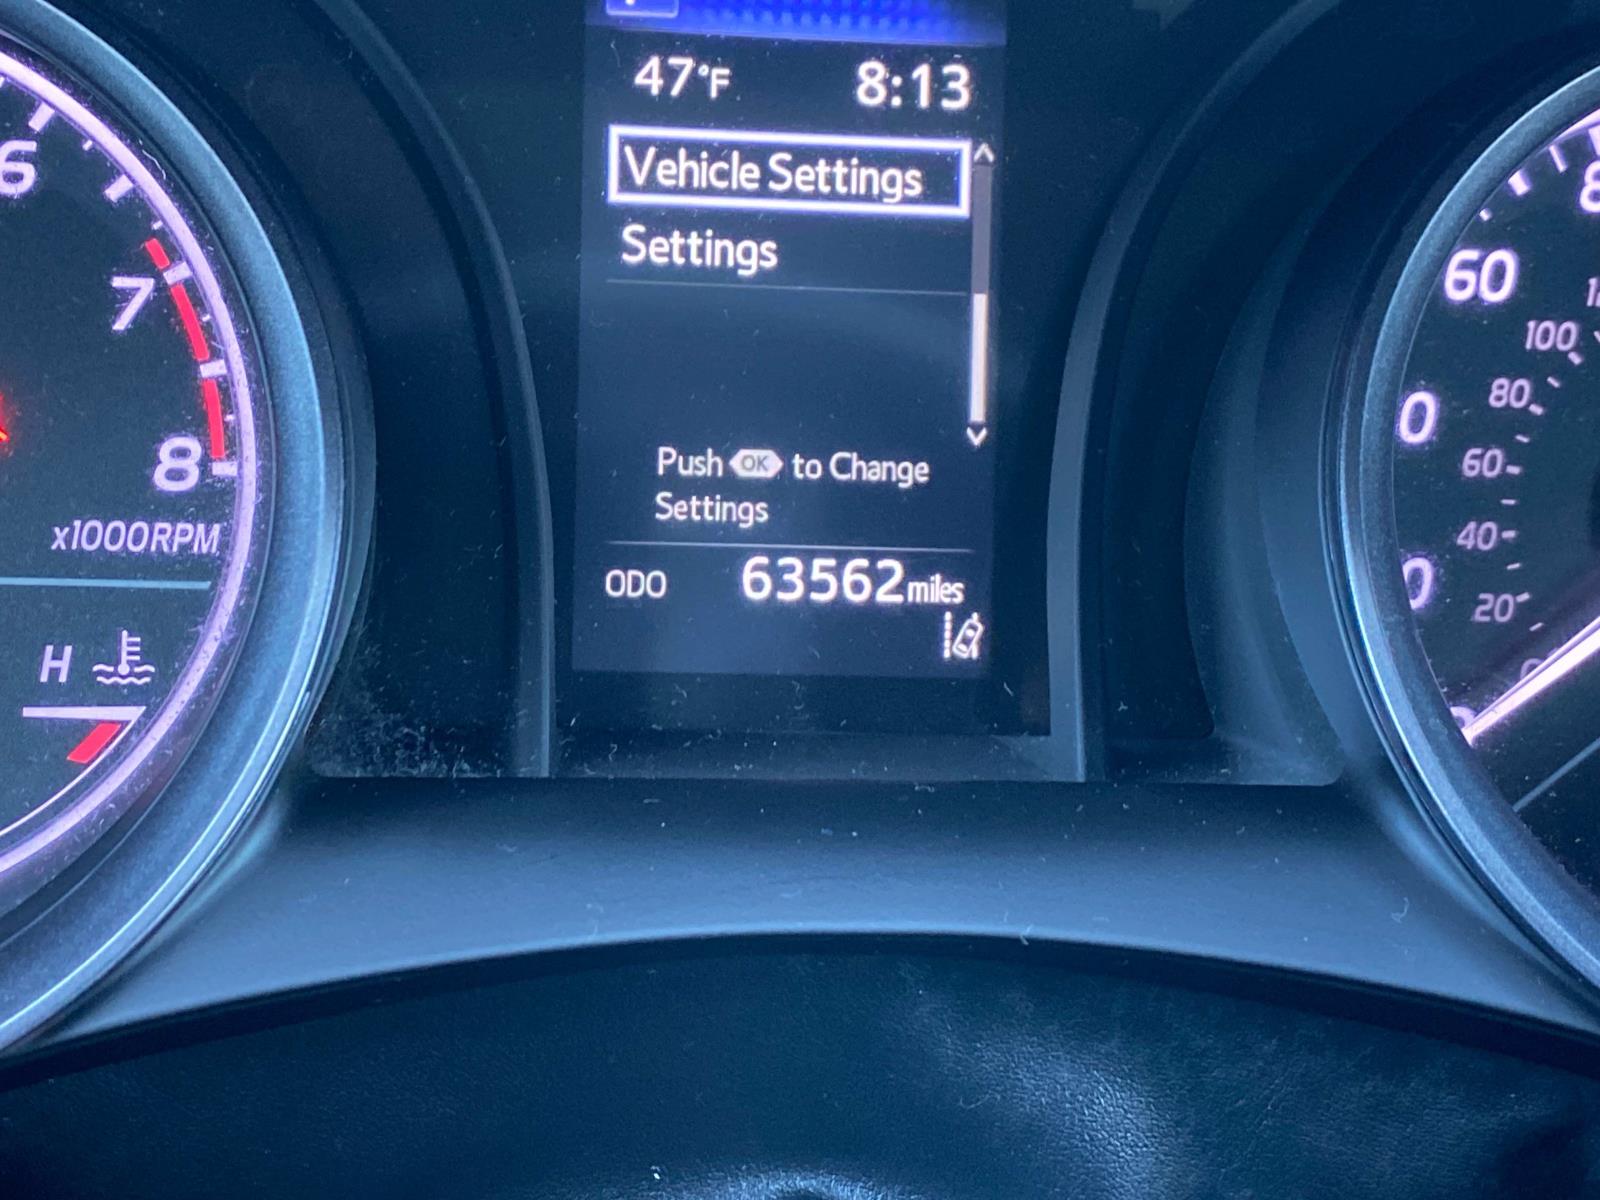 47°F 8:13
Vehicle Settings
Settings
Push OK to Change
Settings
ODO 63562 miles
6
7
8
x1000RPM
H
60
100
80
60
40
20